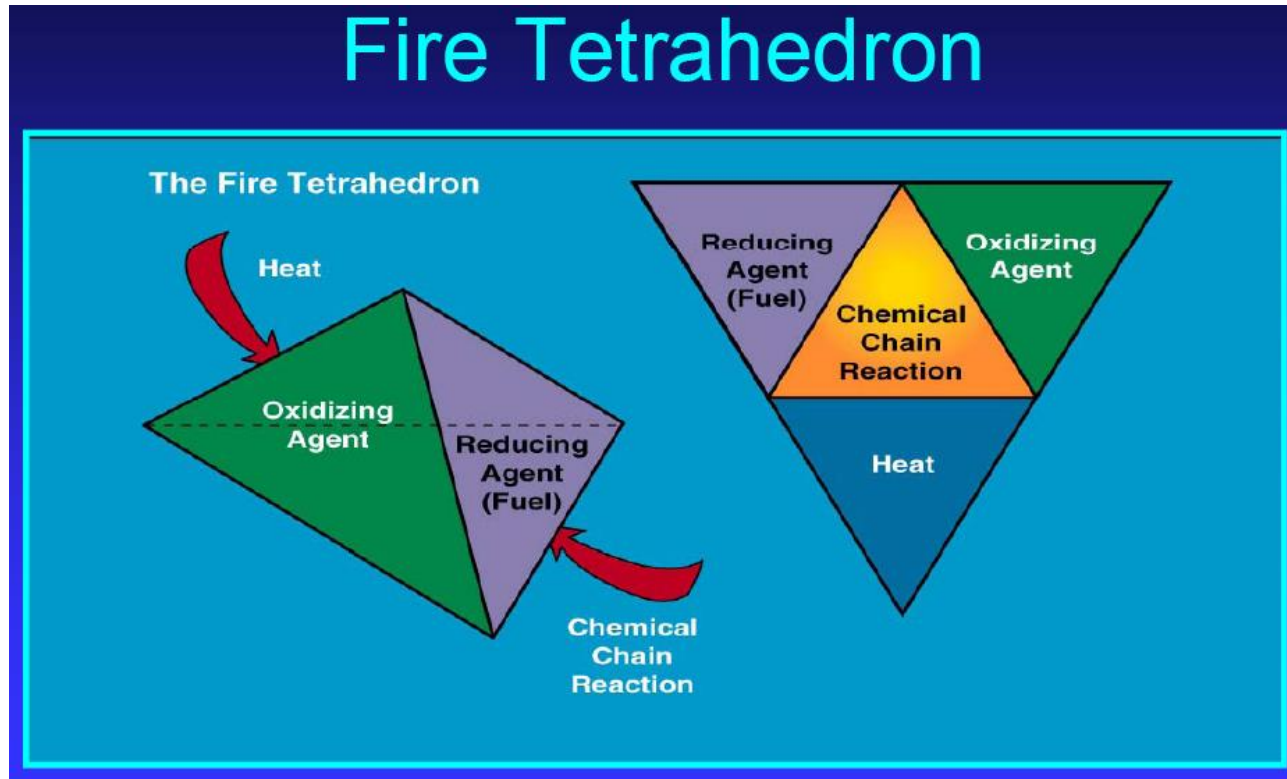 Fire Tetrahedron
The Fire Tetrahedron
Heat
Oxidizing
Agent
Reducing
Agent
(Fuel)
Chemical
Chain
Reaction
Reducing
Agent
(Fuel)
Oxidizing
Agent
Chemical
Chain
Reaction
Heat